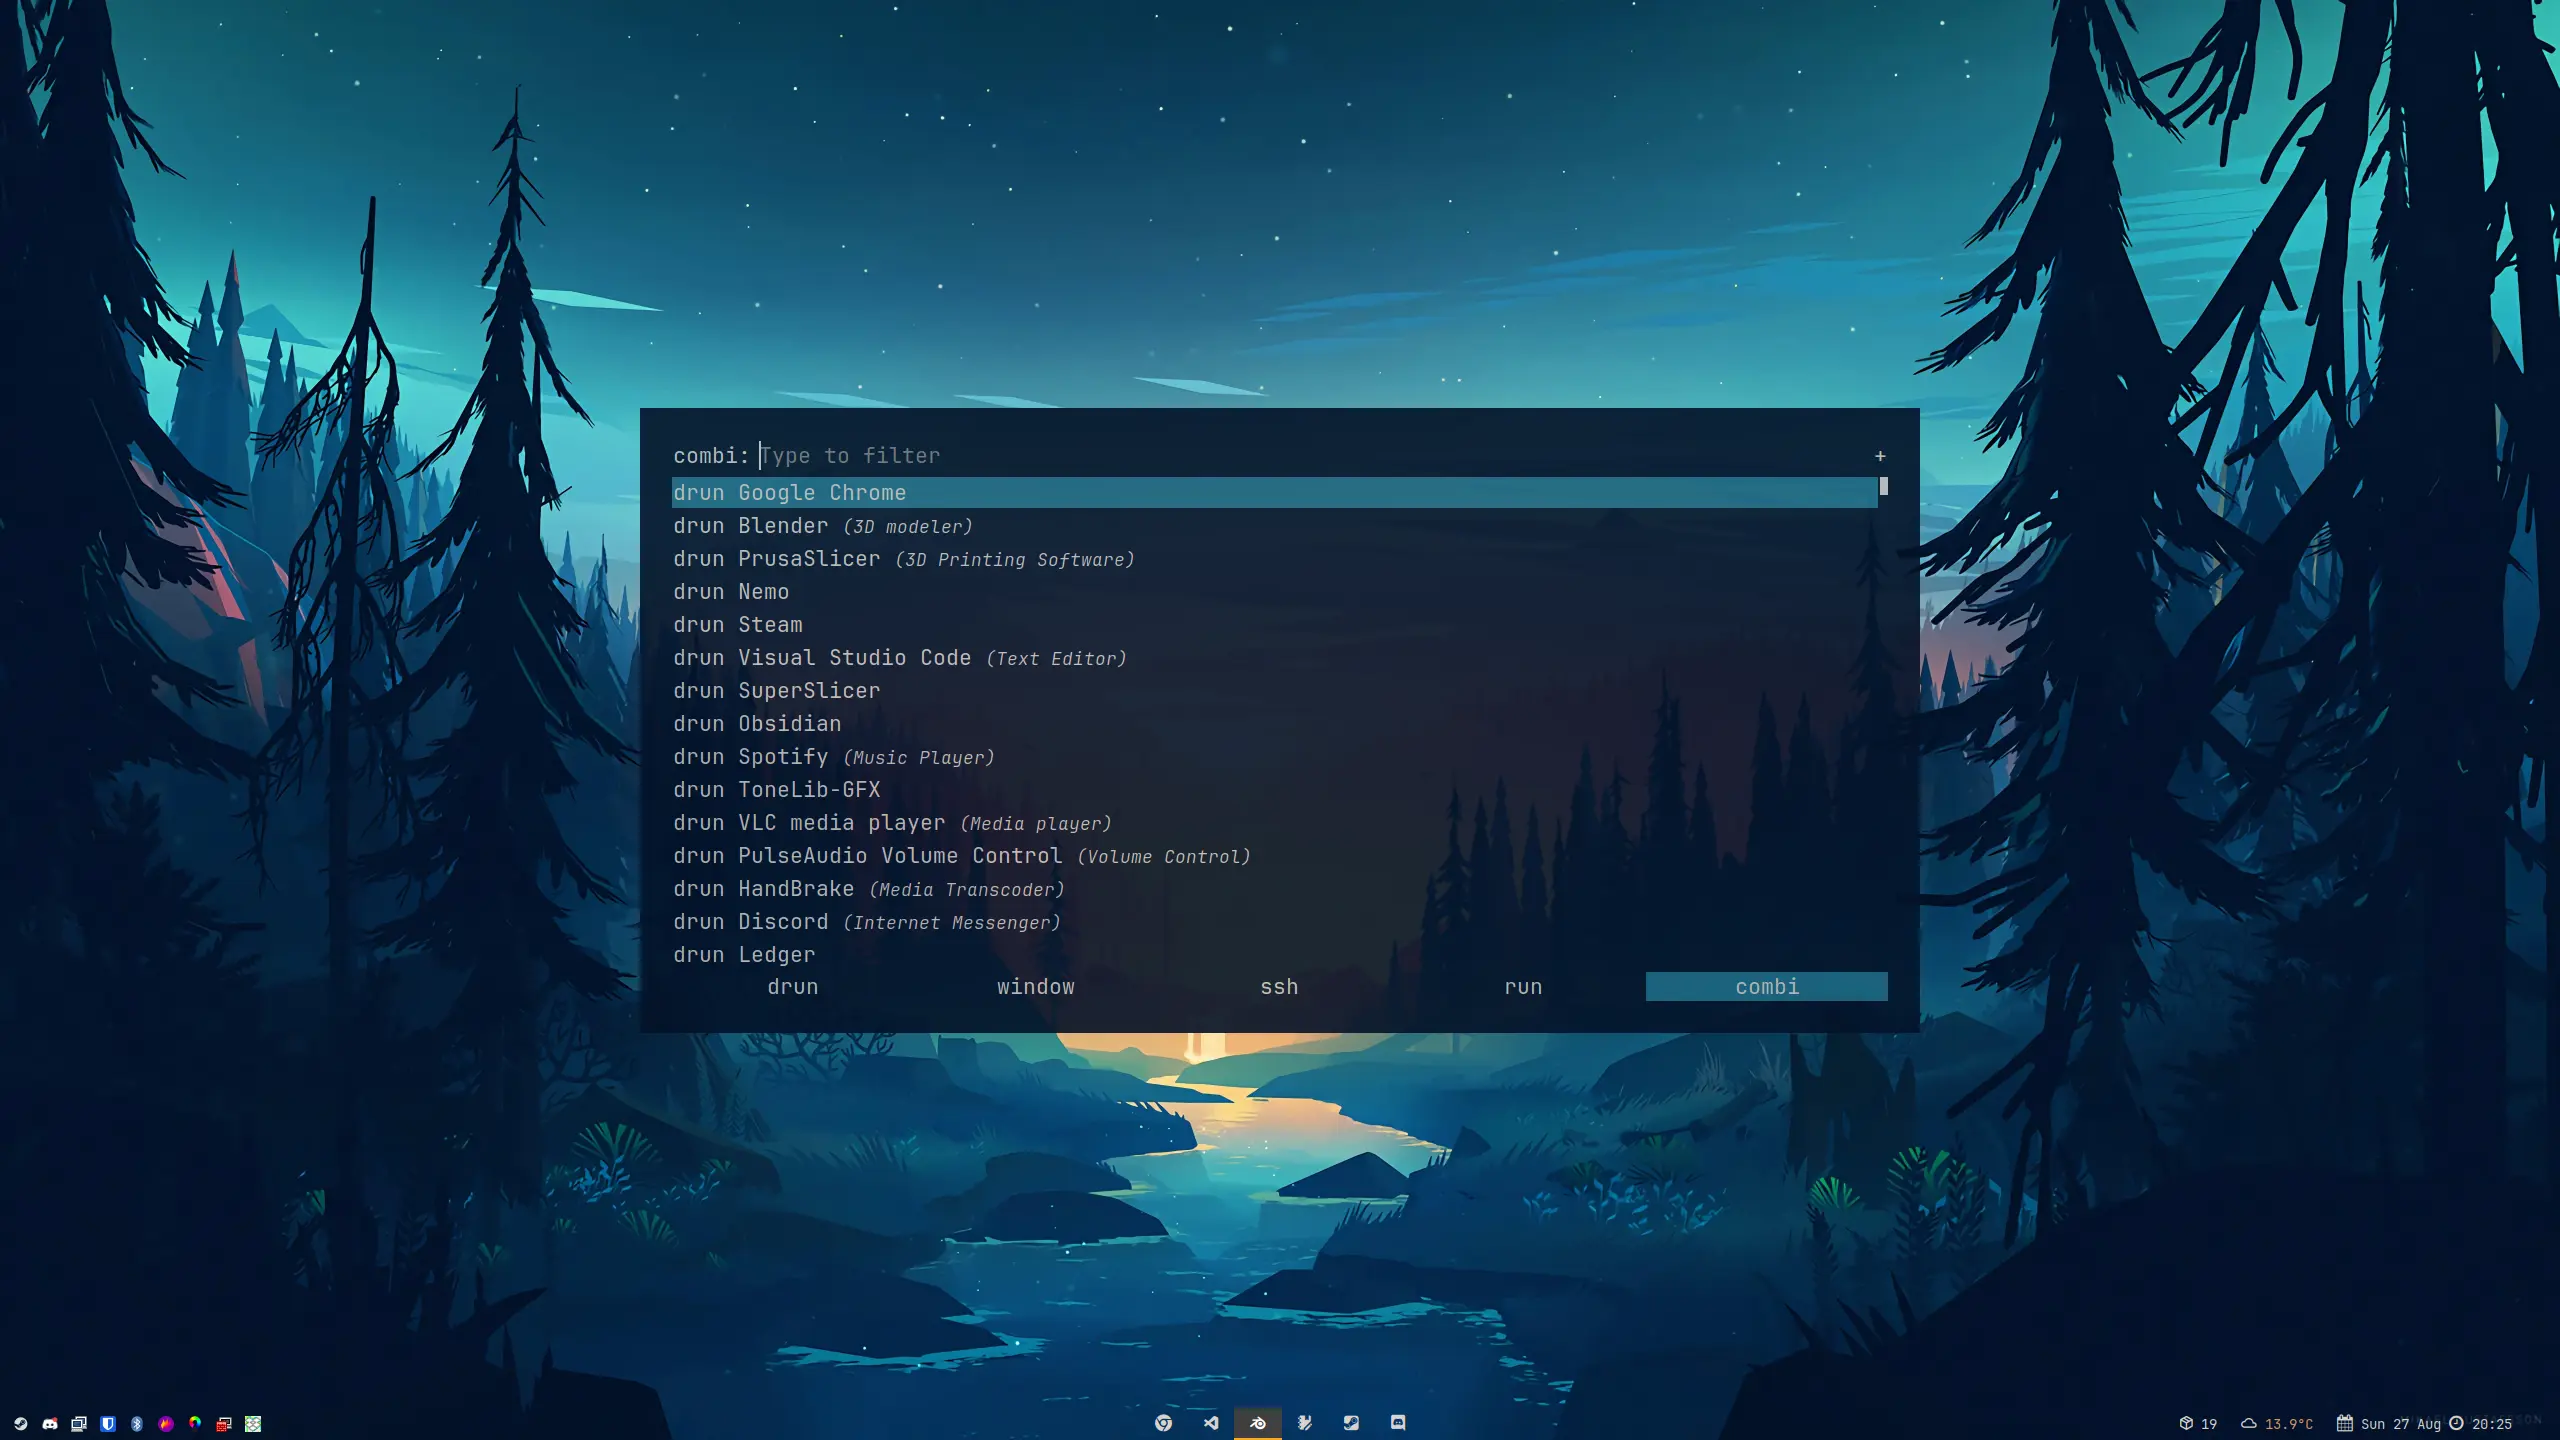 combi: Type to filter +
drun Google Chrome
drun Blender (3D modeler)
drun PrusaSlicer (3D Printing Software)
drun Nemo
drun Steam
drun Visual Studio Code (Text Editor)
drun SuperSlicer
drun Obsidian
drun Spotify (Music Player)
drun ToneLib-GFX
drun VLC media player (Media player)
drun PulseAudio Volume Control (Volume Control)
drun HandBrake (Media Transcoder)
drun Discord (Internet Messenger)
drun Ledger
drun window ssh run combi
19 13.9°C Sun 27 Aug 20:25